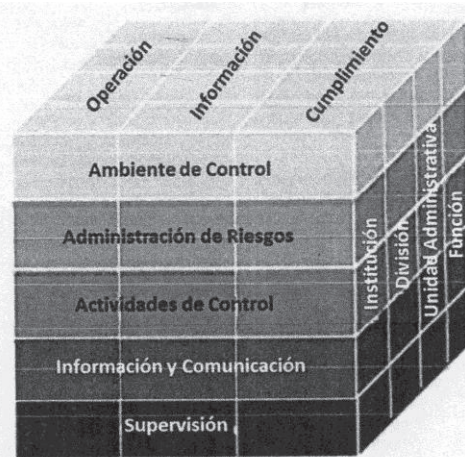 Operación
Información
Cumplimiento
Ambiente de Control
Administración de Riesgos
Actividades de Control
Información y Comunicación
Supervisión
Institución
División
Unidad Administrativa
Función